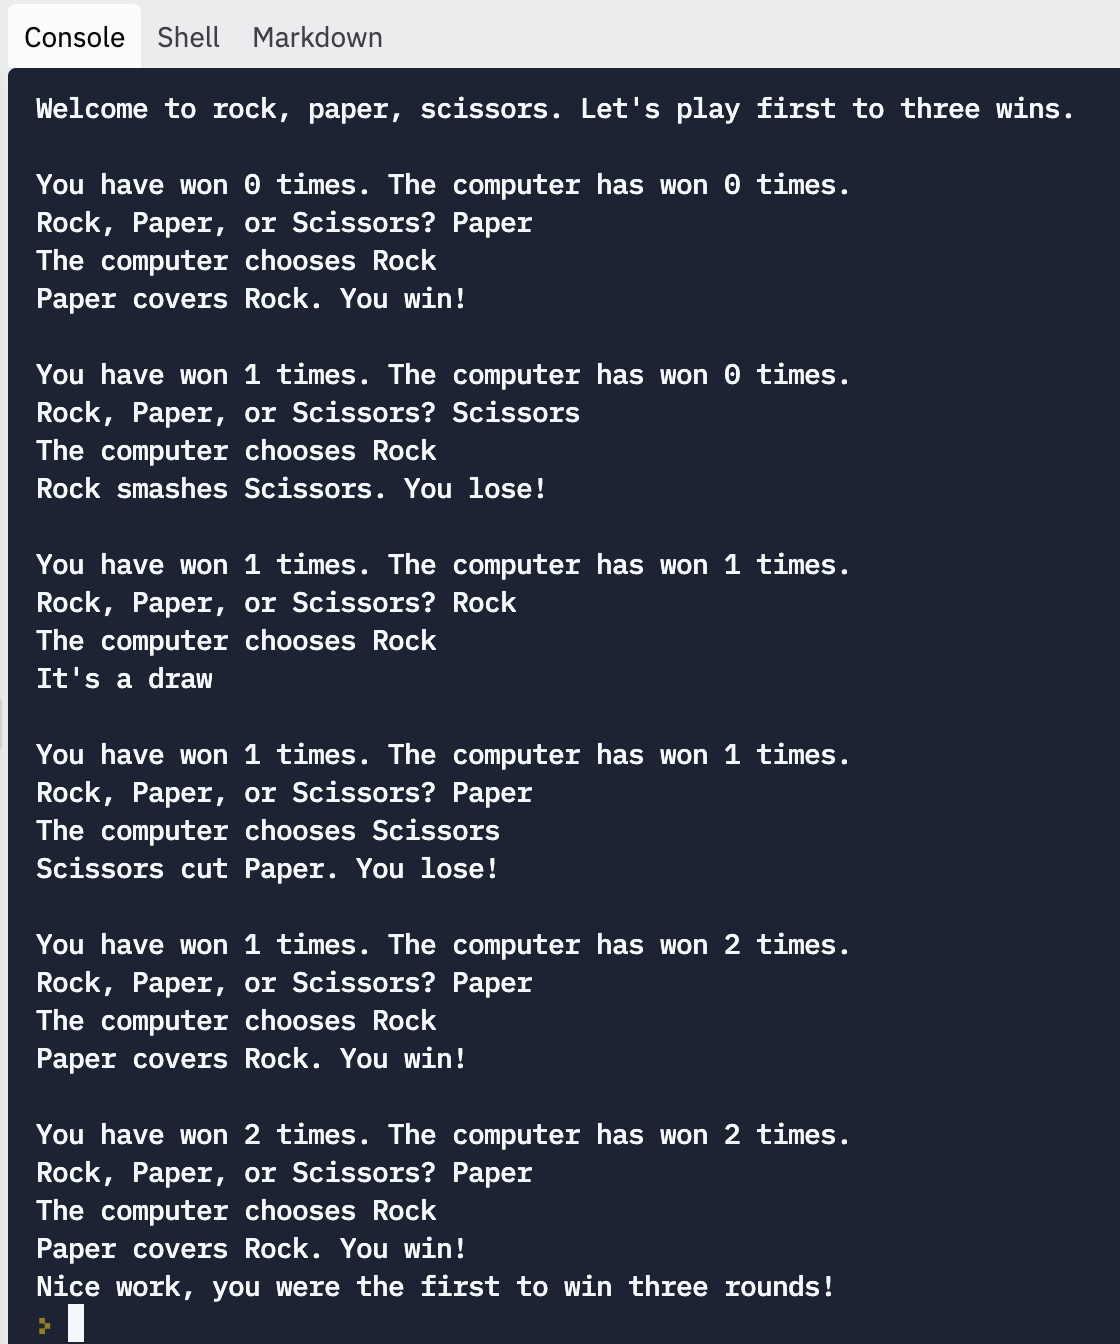 Console Shell Markdown
Welcome to rock, paper, scissors. Let's play first to three wins.
You have won 0 times. The computer has won 0 times.
Rock, Paper, or Scissors? Paper
The computer chooses Rock
Paper covers Rock. You win!
You have won 1 times. The computer has won 0 times.
Rock, Paper, or Scissors? Scissors
The computer chooses Rock
Rock smashes Scissors. You lose!
You have won 1 times. The computer has won 1 times.
Rock, Paper, or Scissors? Rock
The computer chooses Rock
It's a draw
You have won 1 times. The computer has won 1 times.
Rock, Paper, or Scissors? Paper
The computer chooses Scissors
Scissors cut Paper. You lose!
You have won 1 times. The computer has won 2 times.
Rock, Paper, or Scissors? Paper
The computer chooses Rock
Paper covers Rock. You win!
You have won 2 times. The computer has won 2 times.
Rock, Paper, or Scissors? Paper
The computer chooses Rock
Paper covers Rock. You win!
Nice work, you were the first to win three rounds!